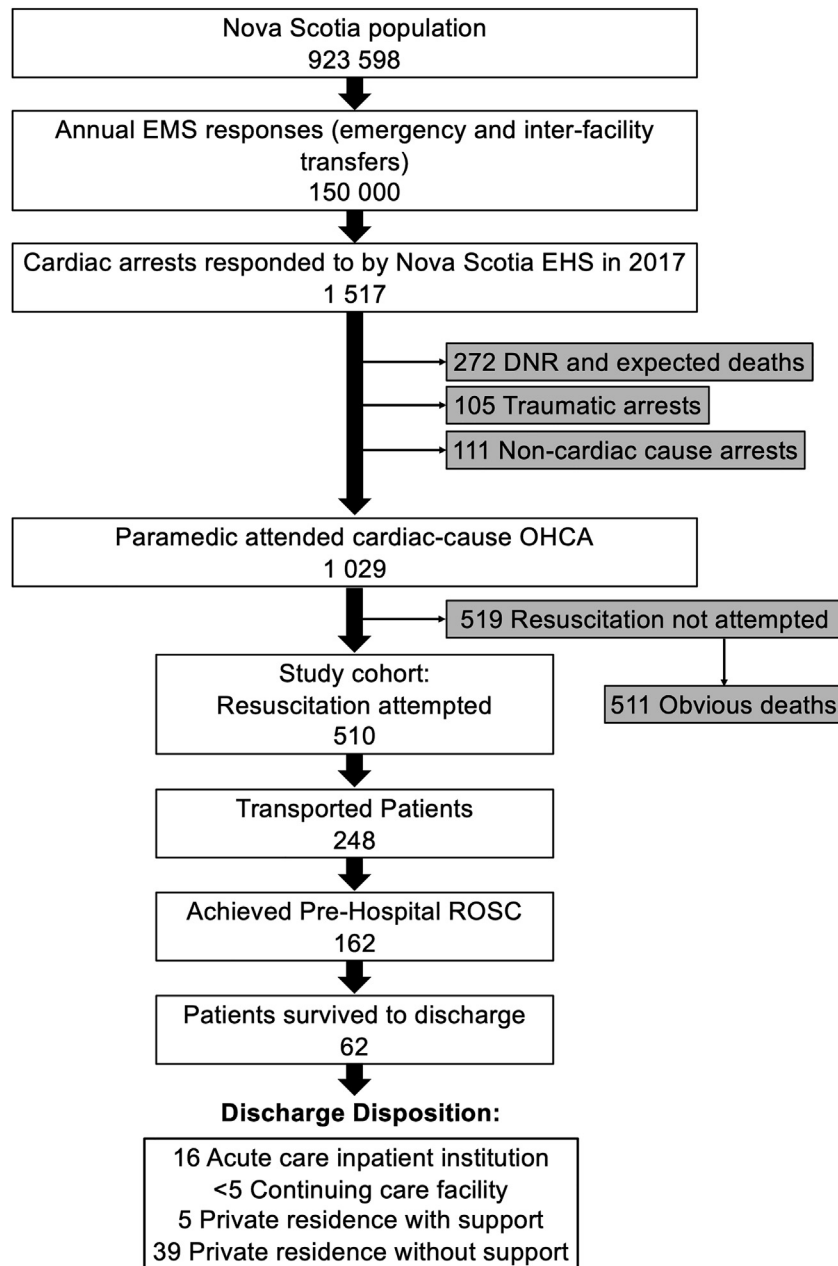 Nova Scotia population
923 598
Annual EMS responses (emergency and inter-facility
transfers)
150 000
Cardiac arrests responded to by Nova Scotia EHS in 2017
1 517
272 DNR and expected deaths
105 Traumatic arrests
111 Non-cardiac cause arrests
Paramedic attended cardiac-cause OHCA
1 029
519 Resuscitation not attempted
511 Obvious deaths
Study cohort:
Resuscitation attempted
510
Transported Patients
248
Achieved Pre-Hospital ROSC
162
Patients survived to discharge
62
Discharge Disposition:
16 Acute care inpatient institution
<5 Continuing care facility
5 Private residence with support
39 Private residence without support